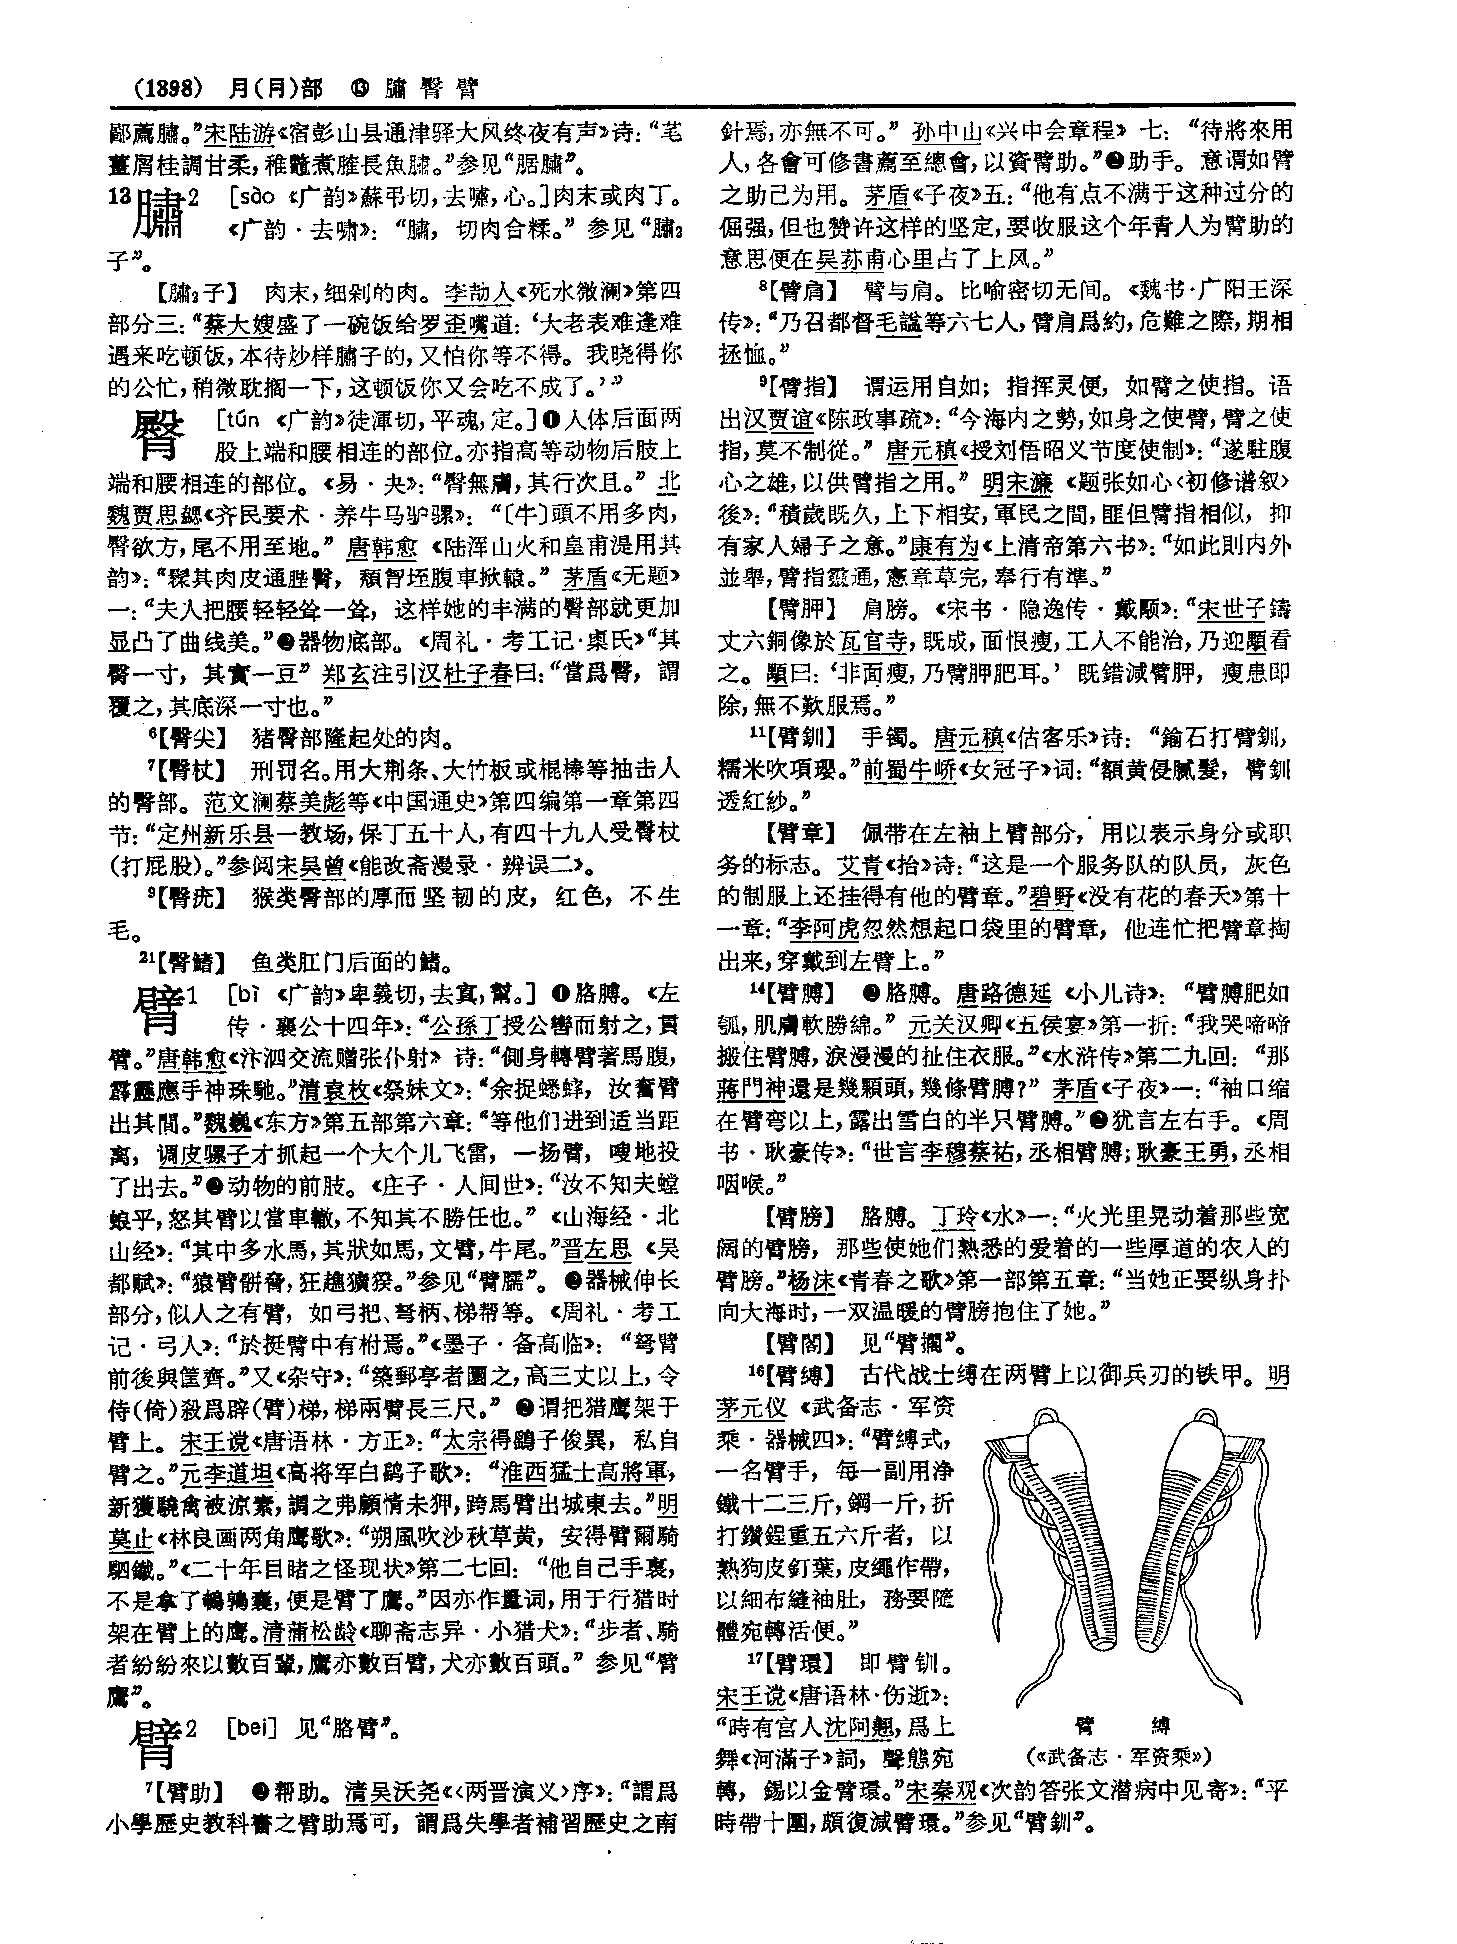 (1398) 月(⺼)部 ⓭ 膅臀臂
鄙薦膅。”宋陆游《宿彭山县通津驿大风终夜有声》诗：“芼
薑屑桂調甘柔，稚鼈煮臛長魚膅。”参见“腒膅”。
13膅2 [sào 《广韵》蘇弔切，去嘯，心。]肉末或肉丁。
《广韵·去啸》：“膅，切肉合糅。”参见“膅2
子”。
【膅2子】 肉末，细剁的肉。李劼人《死水微澜》第四
部分三：“蔡大嫂盛了一碗饭给罗歪嘴道：‘大老表难逢难
遇来吃顿饭，本待炒样膅子的，又怕你等不得。我晓得你
的公忙，稍微耽搁一下，这顿饭你又会吃不成了。’”
臀 [tún 《广韵》徒渾切，平魂，定。]❶人体后面两
股上端和腰相连的部位。亦指高等动物后肢上
端和腰相连的部位。《易·夬》：“臀無膚，其行次且。”北
魏贾思勰《齐民要术·养牛马驴骡》：“〔牛〕頭不用多肉，
臀欲方，尾不用至地。”唐韩愈《陆浑山火和皇甫湜用其
韵》：“䯄其肉皮通䏶臀，頹胷垤腹車掀轅。”茅盾《无题》
一：“夫人把腰轻轻耸一耸，这样她的丰满的臀部就更加
显凸了曲线美。”❷器物底部。《周礼·考工记·㮚氏》“其
臀一寸，其實一豆”郑玄注引汉杜子春曰：“當爲臀，謂
覆之，其底深一寸也。”
6【臀尖】 猪臀部隆起处的肉。
7【臀杖】 刑罚名。用大荆条、大竹板或棍棒等抽击人
的臀部。范文澜蔡美彪等《中国通史》第四编第一章第四
节：“定州新乐县一教场，保丁五十人，有四十九人受臀杖
(打屁股)。”参阅宋吴曾《能改斋漫录·辨误二》。
9【臀疣】 猴类臀部的厚而坚韧的皮，红色，不生
毛。
21【臀鳍】 鱼类肛门后面的鳍。
臂1 [bì 《广韵》卑義切，去寘，幫。] ❶胳膊。《左
传·襄公十四年》：“公孫丁授公轡而射之，貫
臂。”唐韩愈《汴泗交流赠张仆射》诗：“側身轉臂著馬腹，
霹靂應手神珠馳。”清袁枚《祭妹文》：“余捉蟋蟀，汝奮臂
出其間。”魏巍《东方》第五部第六章：“等他们进到适当距
离，调皮骡子才抓起一个大个儿飞雷，一扬臂，嗖地投
了出去。”❷动物的前肢。《庄子·人间世》：“汝不知夫螳
蜋乎，怒其臂以當車轍，不知其不勝任也。”《山海经·北
山经》：“其中多水馬，其狀如馬，文臂，牛尾。”晋左思《吴
都赋》：“猿臂骿脅，狂趭獷猤。”参见“臂臑”。❸器械伸长
部分，似人之有臂，如弓把、弩柄、梯帮等。《周礼·考工
记·弓人》：“於挺臂中有柎焉。”《墨子·备高临》：“弩臂
前後與筐齊。”又《杂守》：“築郵亭者圜之，高三丈以上，令
侍(倚)殺爲辟(臂)梯，梯兩臂長三尺。”❹谓把猎鹰架于
臂上。宋王谠《唐语林·方正》：“太宗得鷂子俊異，私自
臂之。”元李道坦《高将军白鹞子歌》：“淮西猛士高將軍，
新獲驍禽被涼素，調之弗顧情未狎，跨馬臂出城東去。”明
莫止《林良画两角鹰歌》：“朔風吹沙秋草黄，安得臂爾騎
駟鐵。”《二十年目睹之怪现状》第二七回：“他自己手裏，
不是拿了鵪鶉囊，便是臂了鷹。”因亦作量词，用于行猎时
架在臂上的鹰。清蒲松龄《聊斋志异·小猎犬》：“步者、騎
者紛紛來以數百輩，鷹亦數百臂，犬亦數百頭。”参见“臂
鷹”。
臂2 [bei] 见“胳臂”。
7【臂助】 ❶帮助。清吴沃尧《〈两晋演义〉序》：“謂爲
小學歷史教科書之臂助焉可，謂爲失學者補習歷史之南
針焉，亦無不可。”孙中山《兴中会章程》七：“待將來用
人，各會可修書薦至總會，以資臂助。”❷助手。意谓如臂
之助己为用。茅盾《子夜》五：“他有点不满于这种过分的
倔强，但也赞许这样的坚定，要收服这个年青人为臂助的
意思便在吴荪甫心里占了上风。”
8【臂肩】 臂与肩。比喻密切无间。《魏书·广阳王深
传》：“乃召都督毛諡等六七人，臂肩爲約，危難之際，期相
拯恤。”
9【臂指】 谓运用自如；指挥灵便，如臂之使指。语
出汉贾谊《陈政事疏》：“今海内之勢，如身之使臂，臂之使
指，莫不制從。”唐元稹《授刘悟昭义节度使制》：“遂駐腹
心之雄，以供臂指之用。”明宋濂《题张如心〈初修谱叙〉
後》：“積歲既久，上下相安，軍民之間，匪但臂指相似，抑
有家人婦子之意。”康有为《上清帝第六书》：“如此則内外
並舉，臂指靈通，憲章草完，奉行有準。”
【臂胛】 肩膀。《宋书·隐逸传·戴颙》：“宋世子鑄
丈六銅像於瓦官寺，既成，面恨瘦，工人不能治，乃迎顒看
之。顒曰：‘非面瘦，乃臂胛肥耳。’既錯減臂胛，瘦患即
除，無不歎服焉。”
11【臂釧】 手镯。唐元稹《估客乐》诗：“鍮石打臂釧，
糯米吹項瓔。”前蜀牛峤《女冠子》词：“額黄侵膩髮，臂釧
透紅紗。”
【臂章】 佩带在左袖上臂部分，用以表示身分或职
务的标志。艾青《抬》诗：“这是一个服务队的队员，灰色
的制服上还挂得有他的臂章。”碧野《没有花的春天》第十
一章：“李阿虎忽然想起口袋里的臂章，他连忙把臂章掏
出来，穿戴到左臂上。”
14【臂膊】 ❶胳膊。唐路德延《小儿诗》：“臂膊肥如
瓠，肌膚軟勝綿。”元关汉卿《五侯宴》第一折：“我哭啼啼
搬住臂膊，淚漫漫的扯住衣服。”《水浒传》第二九回：“那
蔣門神還是幾顆頭，幾條臂膊？”茅盾《子夜》一：“袖口缩
在臂弯以上，露出雪白的半只臂膊。”❷犹言左右手。《周
书·耿豪传》：“世言李穆蔡祐，丞相臂膊；耿豪王勇，丞相
咽喉。”
【臂膀】 胳膊。丁玲《水》一：“火光里晃动着那些宽
阔的臂膀，那些使她们熟悉的爱着的一些厚道的农人的
臂膀。”杨沫《青春之歌》第一部第五章：“当她正要纵身扑
向大海时，一双温暖的臂膀抱住了她。”
【臂閣】 见“臂擱”。
16【臂縛】 古代战士缚在两臂上以御兵刃的铁甲。明
茅元仪《武备志·军资
乘·器械四》：“臂縛式，
一名臂手，每一副用净
鐵十二三斤，鋼一斤，折
打鑽鋥重五六斤者，以
熟狗皮釘葉，皮繩作帶，
以細布縫袖肚，務要隨
體宛轉活便。”
17【臂環】 即臂钏。
宋王谠《唐语林·伤逝》：
“時有宫人沈阿翹，爲上
舞《河滿子》詞，聲態宛
臂 縛
(《武备志·军资乘》)
轉，錫以金臂環。”宋秦观《次韵答张文潜病中见寄》：“平
時帶十圍，頗復減臂環。”参见“臂釧”。